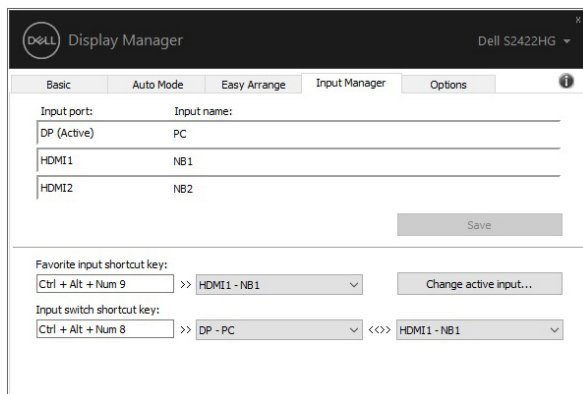 x
DELL Display Manager Dell S2422HG
Basic Auto Mode Easy Arrange Input Manager Options i
Input port: Input name:
DP (Active) PC
HDMI1 NB1
HDMI2 NB2
Save
Favorite input shortcut key:
Ctrl + Alt + Num 9 >> HDMI1 - NB1 Change active input...
Input switch shortcut key:
Ctrl + Alt + Num 8 >> DP - PC <<>> HDMI1 - NB1